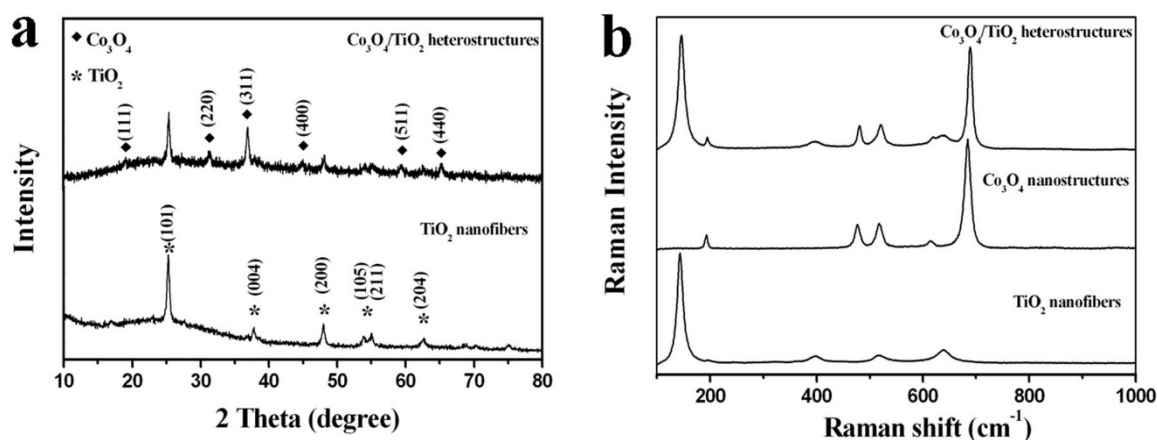 a
◆ Co₃O₄
* TiO₂
Co₃O₄/TiO₂ heterostructures
(111)
(220)
(311)
(400)
(511)
(440)
TiO₂ nanofibers
(101)
(004)
(200)
(105)
(211)
(204)
Intensity
10 20 30 40 50 60 70 80
2 Theta (degree)
b
Co₃O₄/TiO₂ heterostructures
Co₃O₄ nanostructures
TiO₂ nanofibers
Raman Intensity
200 400 600 800 1000
Raman shift (cm⁻¹)